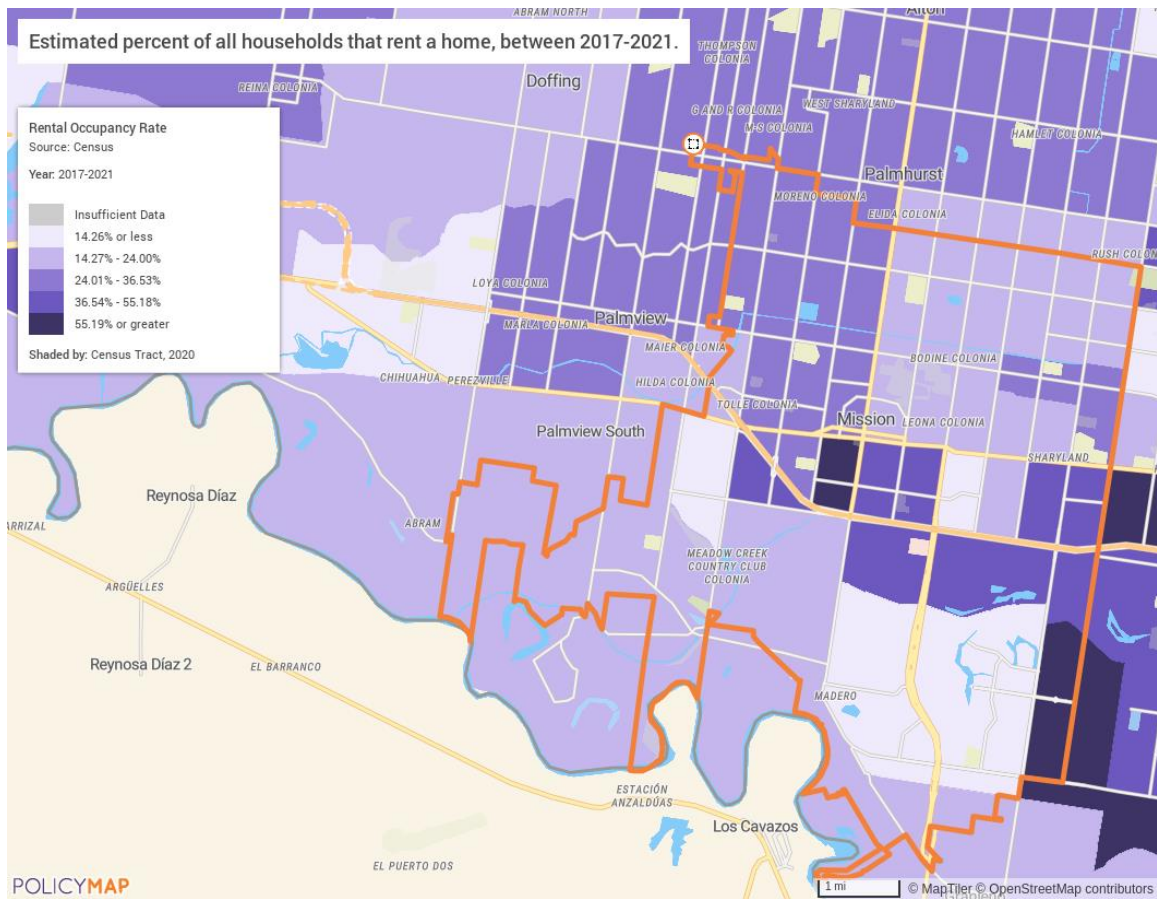 ABRAM NORTH
Alton
Estimated percent of all households that rent a home, between 2017-2021.
THOMPSON
COLONIA
Doffing
REINA COLONIA
G AND R COLONIA
WEST SHARYLAND
M-S COLONIA
HAMLET COLONIA
Rental Occupancy Rate
Source: Census
Year: 2017-2021
Insufficient Data
14.26% or less
14.27% - 24.00%
24.01% - 36.53%
36.54% - 55.18%
55.19% or greater
Shaded by: Census Tract, 2020
Palmhurst
MORENO COLONIA
ELIDA COLONIA
RUSH COLON
LOYA COLONIA
MARLA COLONIA
Palmview
MAIER COLONIA
BODINE COLONIA
CHIHUAHUA
PEREZVILLE
HILDA COLONIA
TOLLE COLONIA
Mission
LEONA COLONIA
Palmview South
SHARYLAND
Reynosa Díaz
ABRAM
ARRIZAL
MEADOW CREEK
COUNTRY CLUB
COLONIA
ARGÜELLES
Reynosa Díaz 2
EL BARRANCO
MADERO
ESTACIÓN
ANZALDÚAS
Los Cavazos
EL PUERTO DOS
POLICYMAP
1 mi
© MapTiler © OpenStreetMap contributors